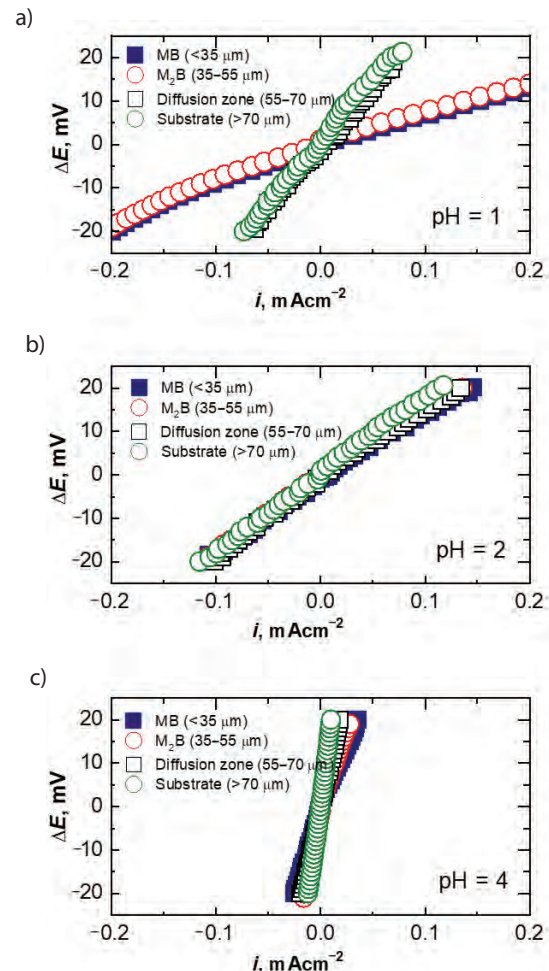 a)
20
10
0
−10
−20
ΔE, mV
MB (<35 μm)
M₂B (35–55 μm)
Diffusion zone (55–70 μm)
Substrate (>70 μm)
pH = 1
−0.2 −0.1 0.0 0.1 0.2
i, mAcm⁻²
b)
20
10
0
−10
−20
ΔE, mV
MB (<35 μm)
M₂B (35–55 μm)
Diffusion zone (55–70 μm)
Substrate (>70 μm)
pH = 2
−0.2 −0.1 0.0 0.1 0.2
i, mAcm⁻²
c)
20
10
0
−10
−20
ΔE, mV
MB (<35 μm)
M₂B (35–55 μm)
Diffusion zone (55–70 μm)
Substrate (>70 μm)
pH = 4
−0.2 −0.1 0.0 0.1 0.2
i, mAcm⁻²